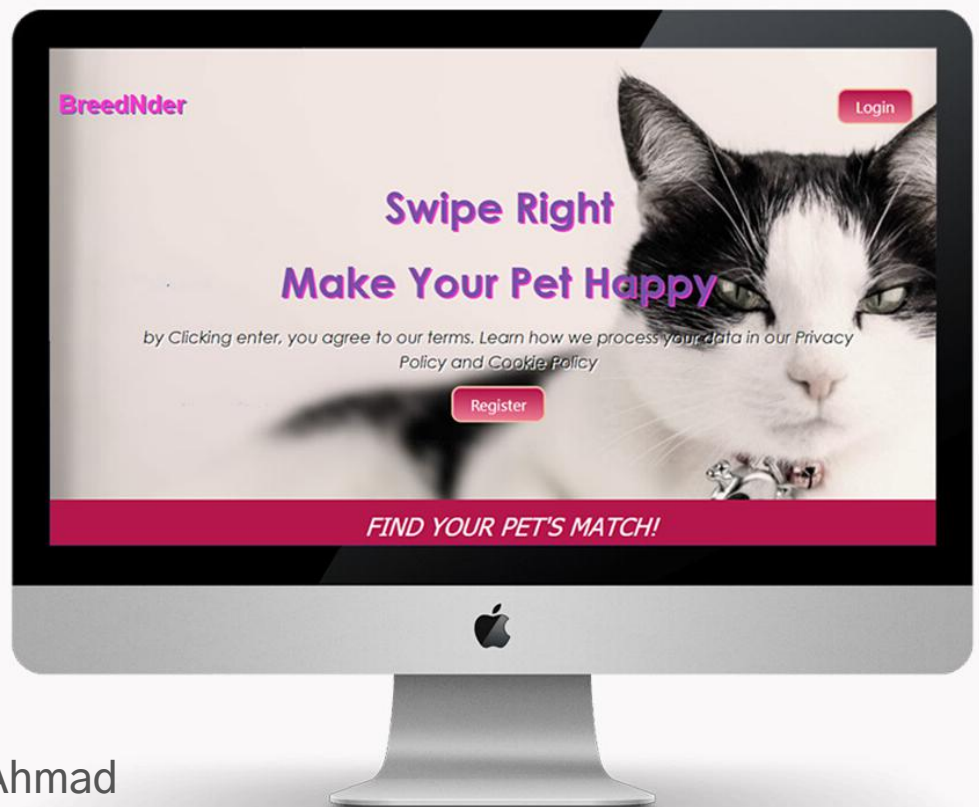 BreedNder
Login
Swipe Right
Make Your Pet Happy
by Clicking enter, you agree to our terms. Learn how we process your data in our Privacy
Policy and Cookie Policy
Register
FIND YOUR PET'S MATCH!
Ahmad